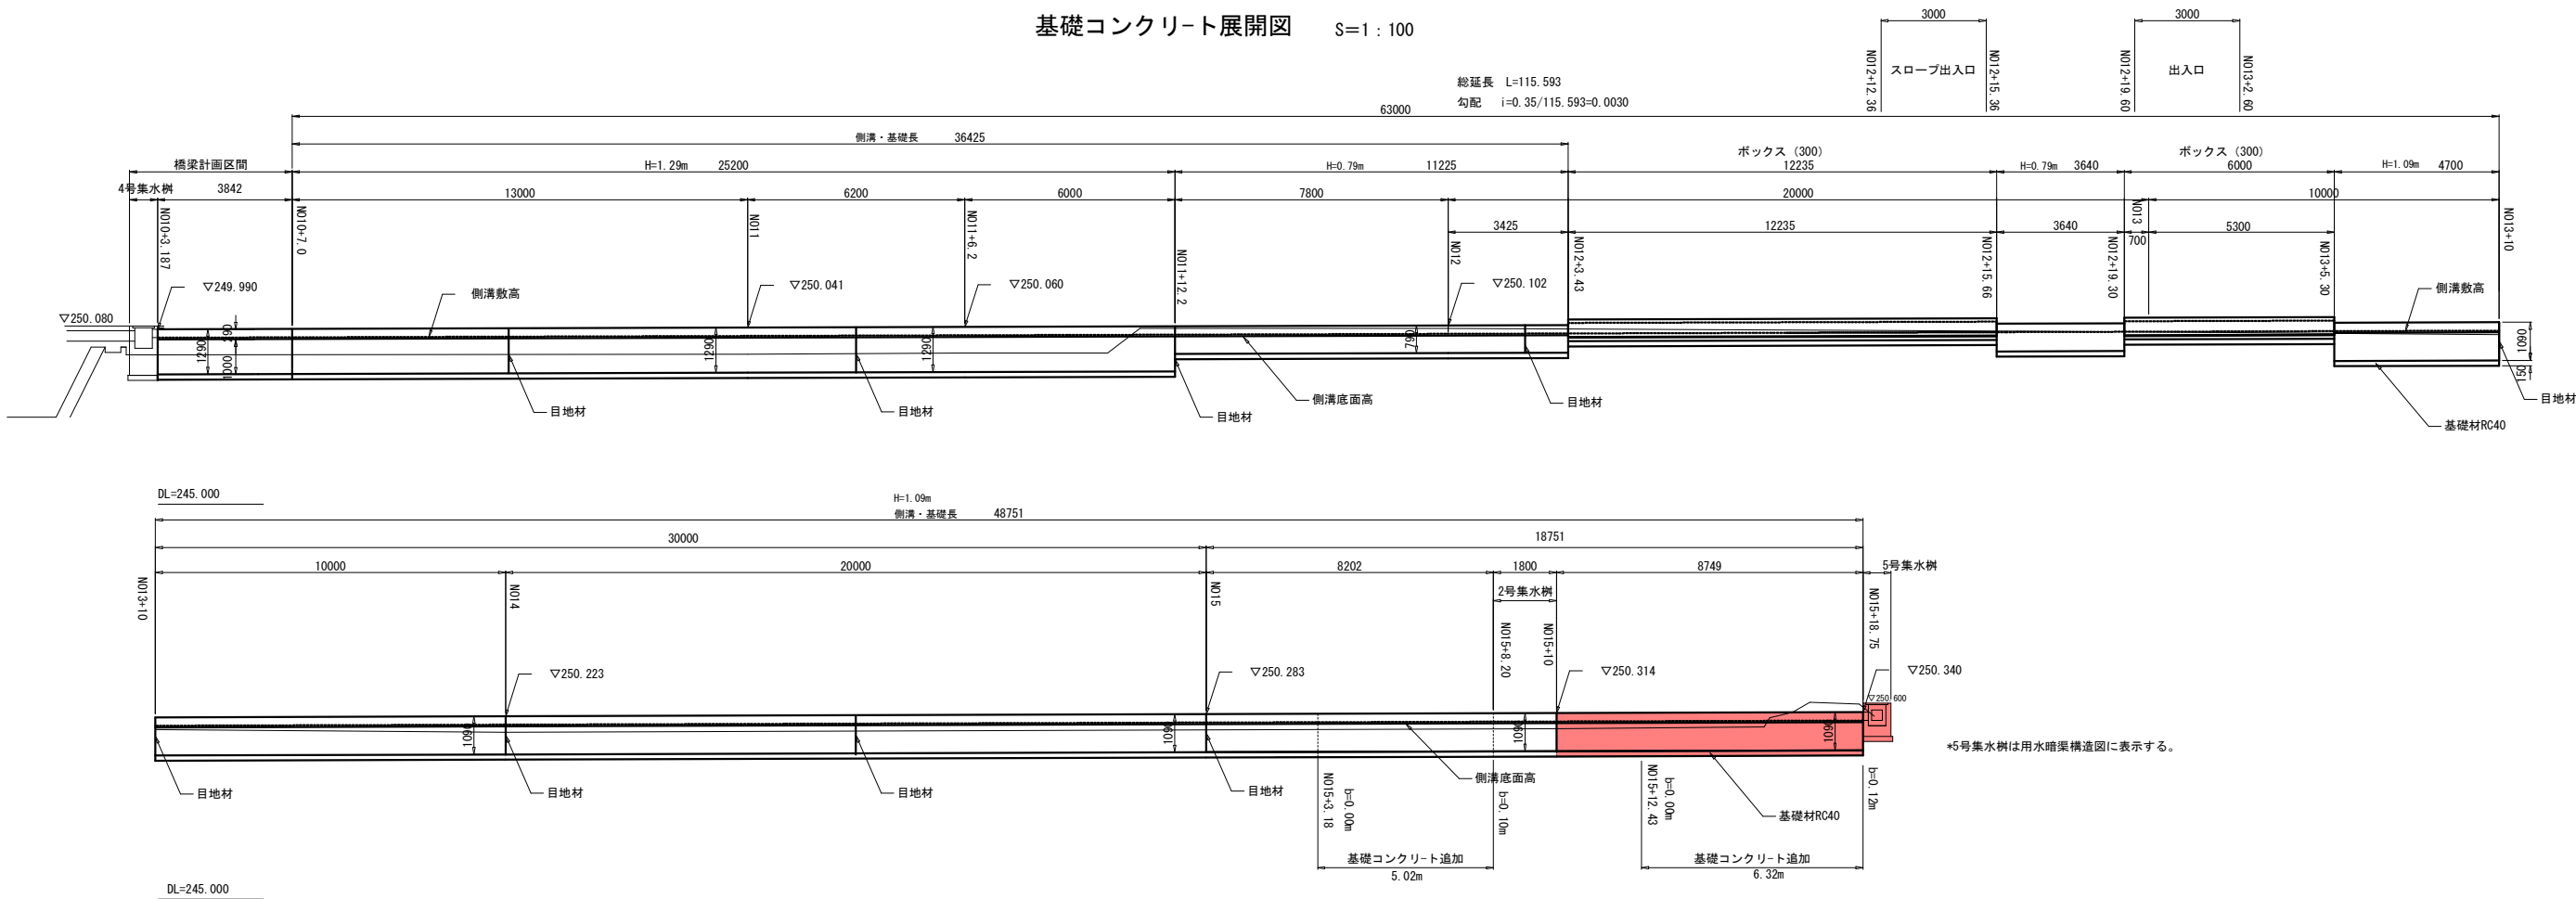 基礎コンクリート展開図 S=1:100
3000 3000
NO12+12.36 スロープ出入口 NO12+15.36 NO12+19.60 出入口 NO13+2.60
総延長 L=115.593
勾配 i=0.35/115.593=0.0030
63000
側溝・基礎長 36425
ボックス (300) ボックス (300)
橋梁計画区間 H=1.29m 25200 H=0.79m 11225 12235 H=0.79m 3640 6000 H=1.09m 4700
4号集水桝 3842 13000 6200 6000 7800 20000 10000
3425 12235 3640 700 5300
NO10+3.187 NO10+7.0 NO11 NO11+6.2 NO11+12.2 NO12 NO12+3.43 NO12+15.66 NO12+19.30 NO13 NO13+5.30 NO13+10
▽249.990 側溝敷高 ▽250.041 ▽250.060 ▽250.102 側溝敷高
▽250.080
1290 290 1000 1290 1290 790 1090 150
目地材 目地材 目地材 側溝底面高 目地材 目地材
基礎材RC40
DL=245.000
H=1.09m
側溝・基礎長 48751
30000 18751
10000 20000 8202 1800 8749 5号集水桝
2号集水桝
NO13+10 NO14 NO15 NO15+8.20 NO15+10 NO15+18.75
▽250.223 ▽250.283 ▽250.314 ▽250.340
▽250.600
1090 1090 1090 1090
*5号集水桝は用水暗渠構造図に表示する。
目地材 目地材 目地材 目地材 側溝底面高
基礎材RC40
NO15+3.18 b=0.00m b=0.10m NO15+12.43 b=0.00m b=0.12m
基礎コンクリート追加 基礎コンクリート追加
5.02m 6.32m
DL=245.000